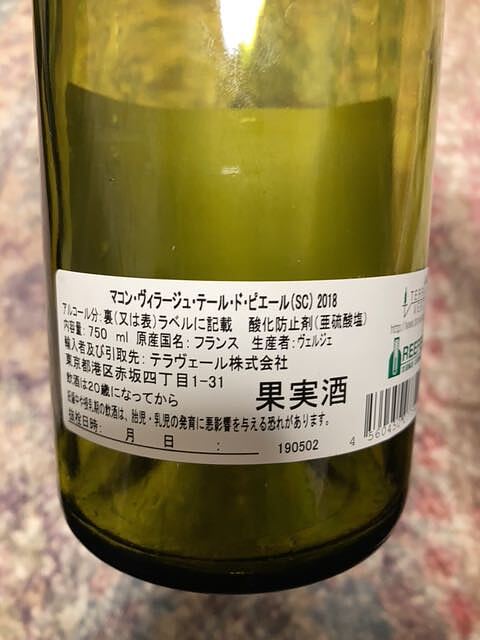 マコン・ヴィラージュ・テール・ド・ピエール(SC) 2018
アルコール分:裏(又は表)ラベルに記載 酸化防止剤(亜硫酸塩)
内容量: 750 ml 原産国名: フランス 生産者:ヴェルジェ
輸入者及び引取先: テラヴェール株式会社
東京都港区赤坂四丁目1-31
飲酒は20歳になってから
妊娠中や授乳期の飲酒は、胎児・乳児の発育に悪影響を与える恐れがあります。
抜栓日時: 月 日 :
果実酒
190502
http://www.